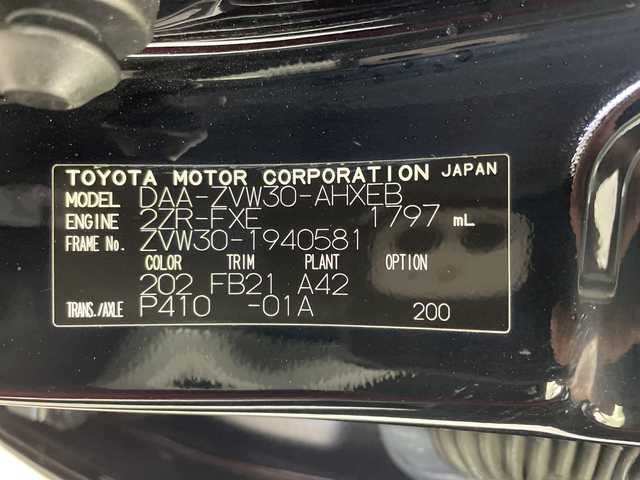 TOYOTA MOTOR CORPORATION JAPAN
MODEL DAA-ZVW30-AHXEB
ENGINE 2ZR-FXE 1797 mL
FRAME No. ZVW30-1940581
COLOR TRIM PLANT OPTION
202 FB21 A42
TRANS./AXLE P410 -01A 200